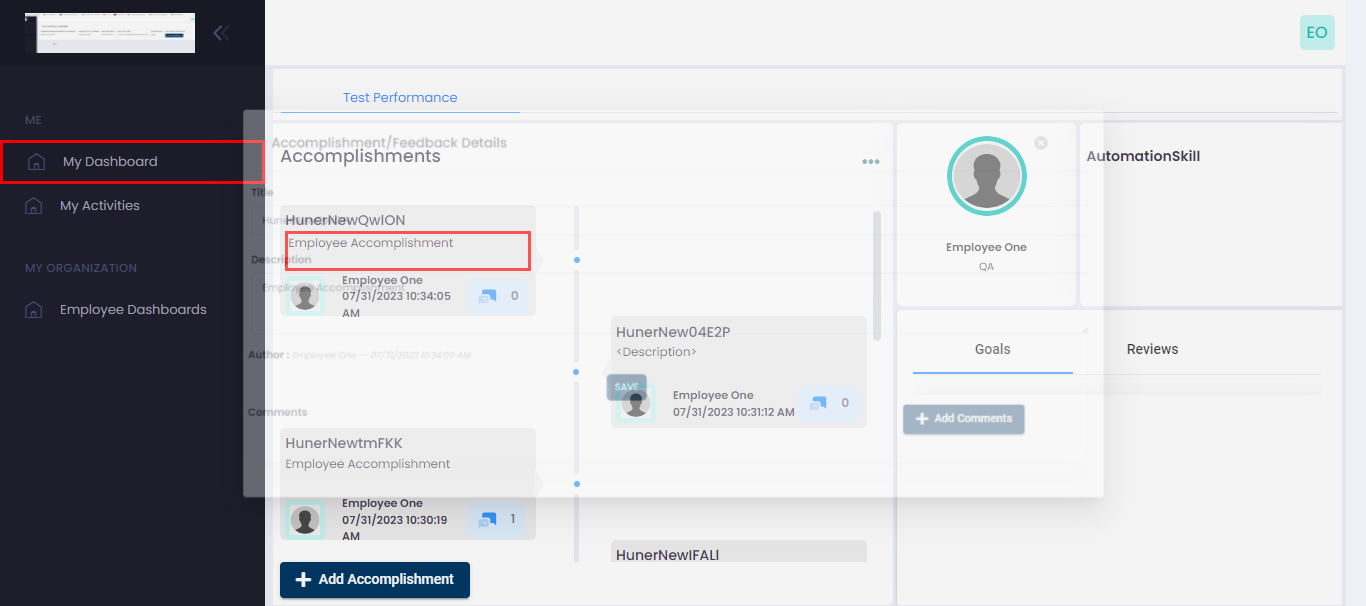 EO
ME
My Dashboard
My Activities
MY ORGANIZATION
Employee Dashboards
Test Performance
Accomplishment/Feedback Details
Accomplishments
Title
HunerNewQwlON
Employee Accomplishment
Description
Employee Accomplishment
Employee One
07/31/2023 10:34:05
AM
0
Author : Employee One -- 07/31/2023 10:34:05 AM
HunerNew04E2P
<Description>
SAVE
Employee One
07/31/2023 10:31:12 AM
0
Comments
HunerNewtmFKK
Employee Accomplishment
Employee One
07/31/2023 10:30:19
AM
1
HunerNewIFALI
Add Accomplishment
Employee One
QA
AutomationSkill
Goals
Reviews
Add Comments